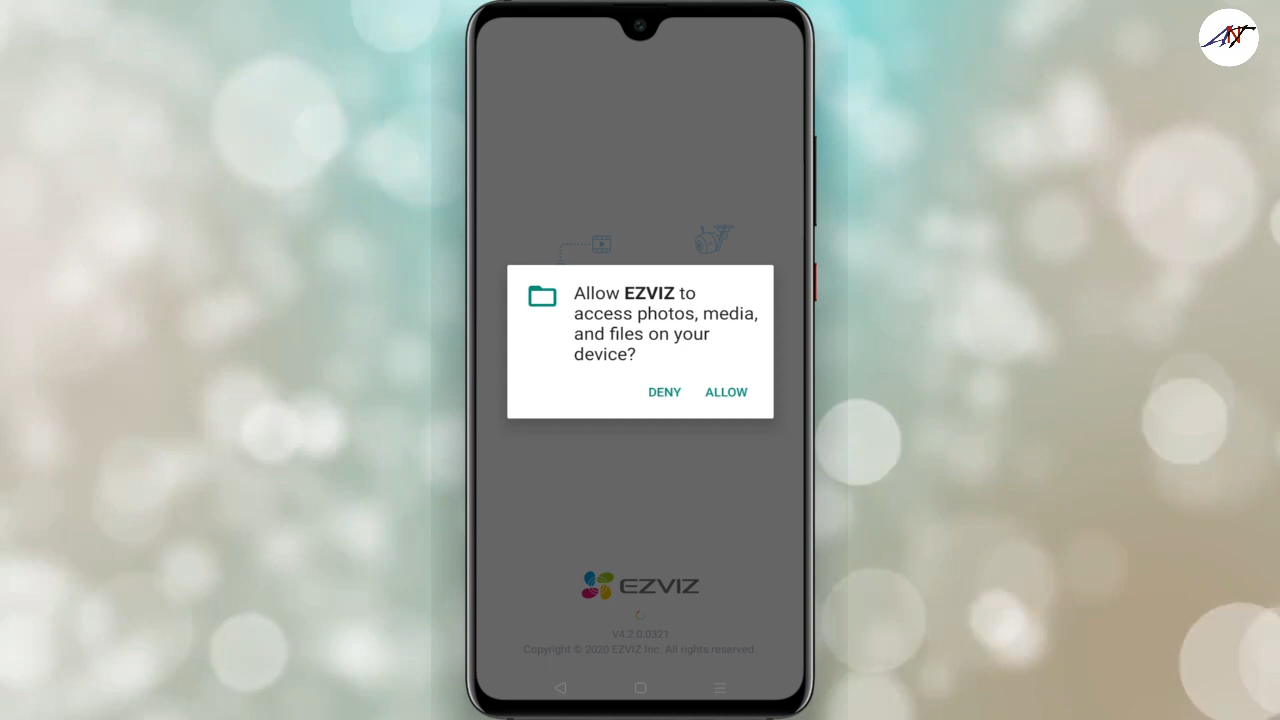 ANT
Allow EZVIZ to
access photos, media,
and files on your
device?
DENY ALLOW
EZVIZ
V4.2.0.0321
Copyright © 2020 EZVIZ Inc. All rights reserved.